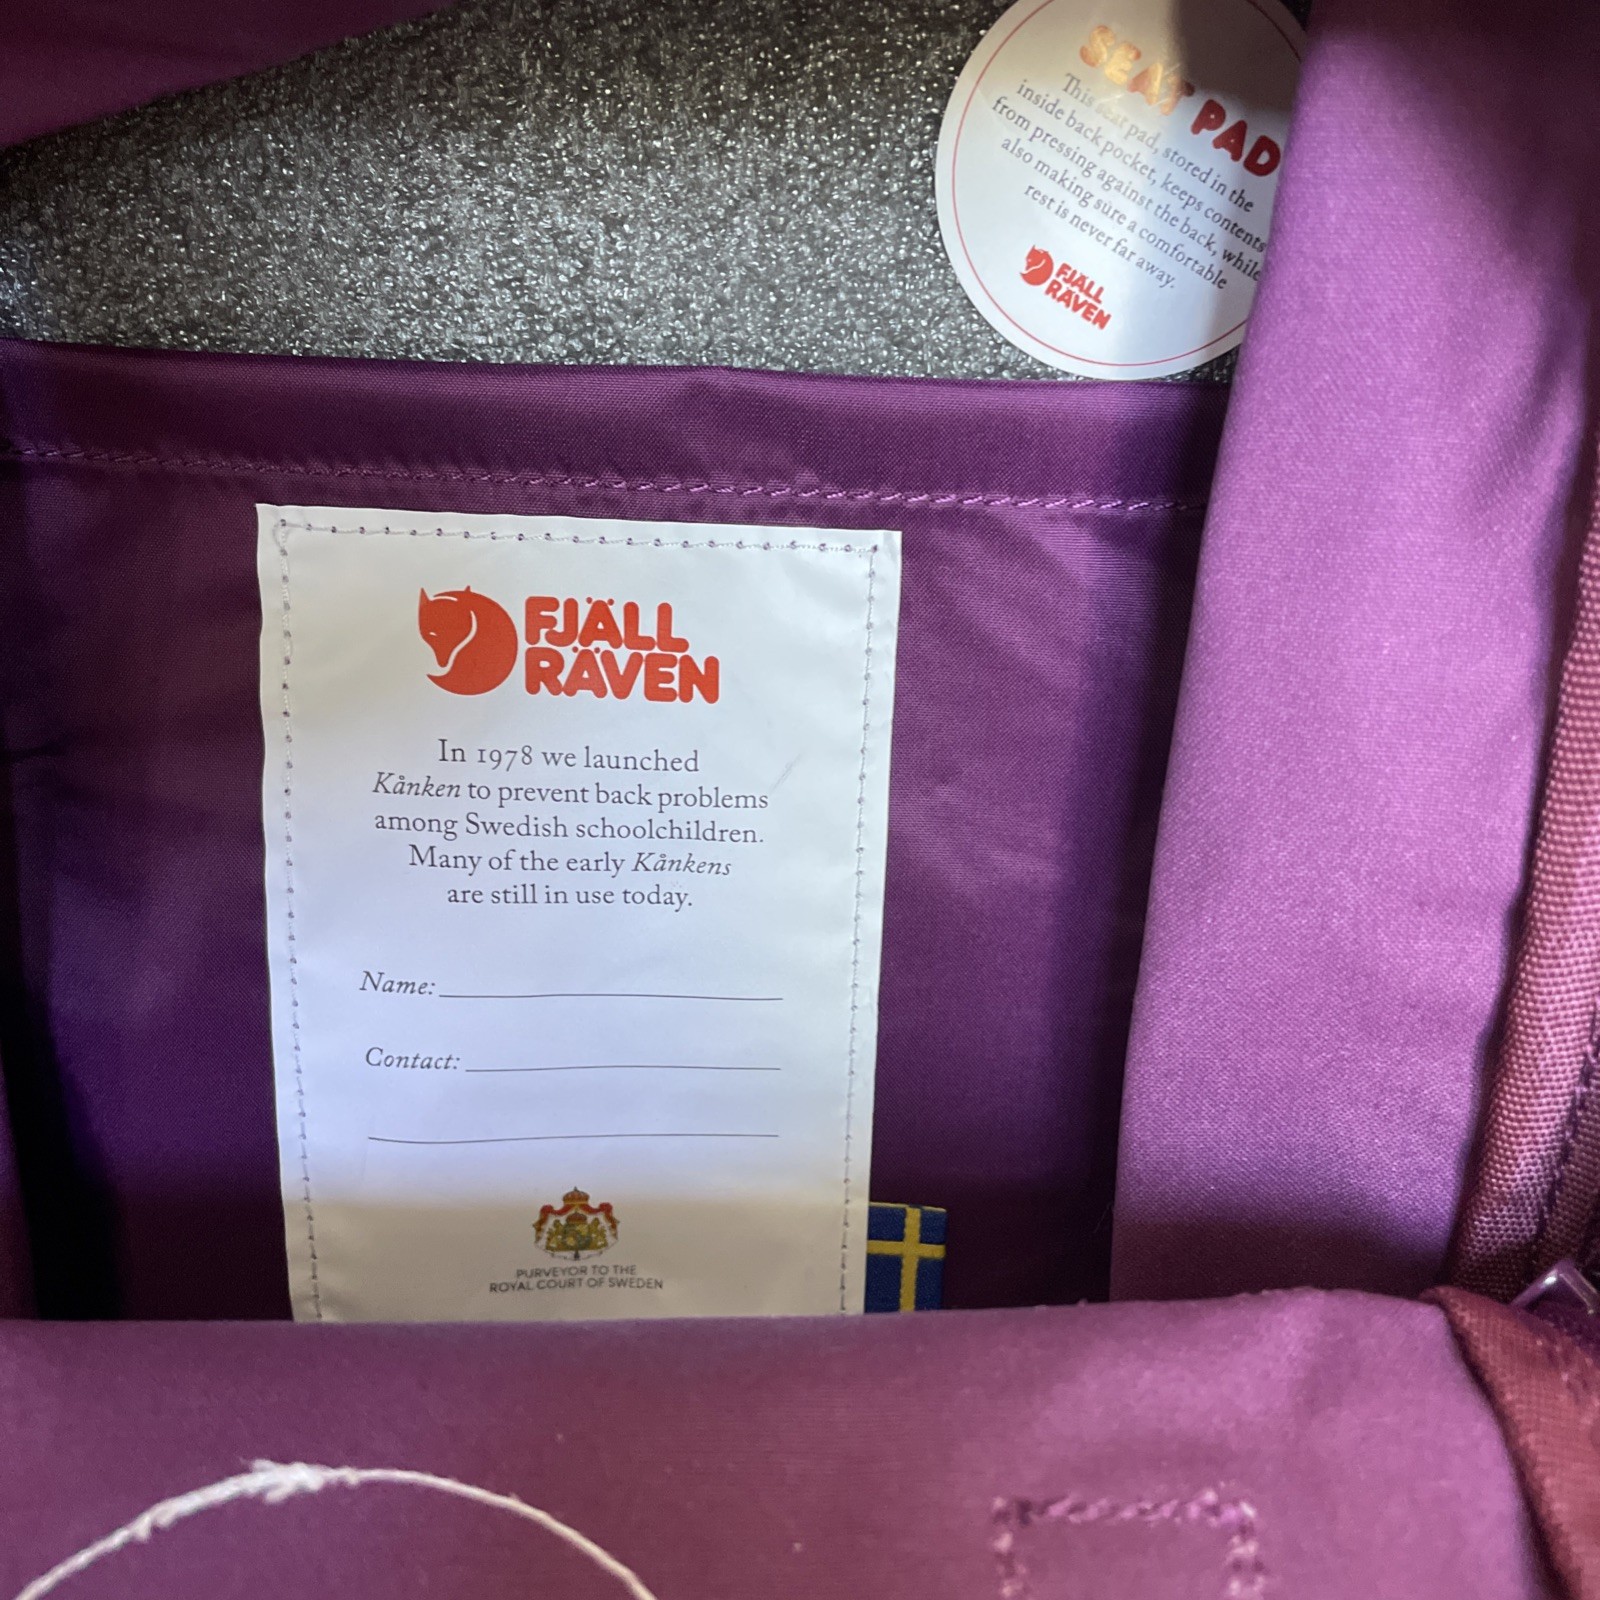 SEAT PAD
This seat pad, stored in the
inside back pocket, keeps contents
from pressing against the back, while
also making sure a comfortable
rest is never far away.
FJÄLL
RÄVEN
FJÄLL
RÄVEN
In 1978 we launched
Kånken to prevent back problems
among Swedish schoolchildren.
Many of the early Kånkens
are still in use today.
Name:
Contact:
PURVEYOR TO THE
ROYAL COURT OF SWEDEN